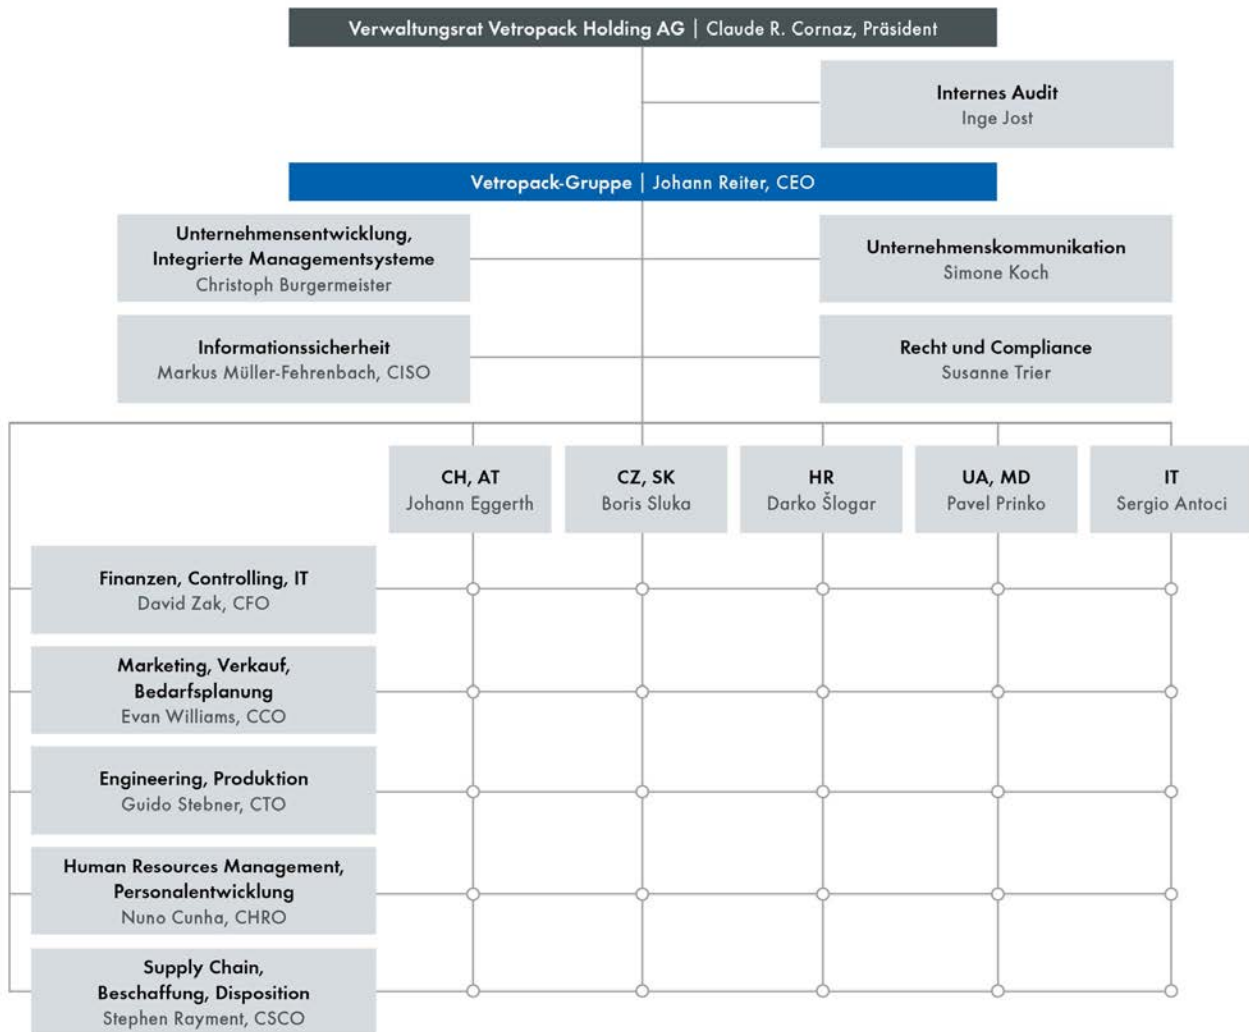 Verwaltungsrat Vetropack Holding AG | Claude R. Cornaz, Präsident
Internes Audit
Inge Jost
Vetropack-Gruppe | Johann Reiter, CEO
Unternehmensentwicklung,
Integrierte Managementsysteme
Christoph Burgermeister
Unternehmenskommunikation
Simone Koch
Informationssicherheit
Markus Müller-Fehrenbach, CISO
Recht und Compliance
Susanne Trier
CH, AT
Johann Eggerth
CZ, SK
Boris Sluka
HR
Darko Šlogar
UA, MD
Pavel Prinko
IT
Sergio Antoci
Finanzen, Controlling, IT
David Zak, CFO
Marketing, Verkauf,
Bedarfsplanung
Evan Williams, CCO
Engineering, Produktion
Guido Stebner, CTO
Human Resources Management,
Personalentwicklung
Nuno Cunha, CHRO
Supply Chain,
Beschaffung, Disposition
Stephen Rayment, CSCO